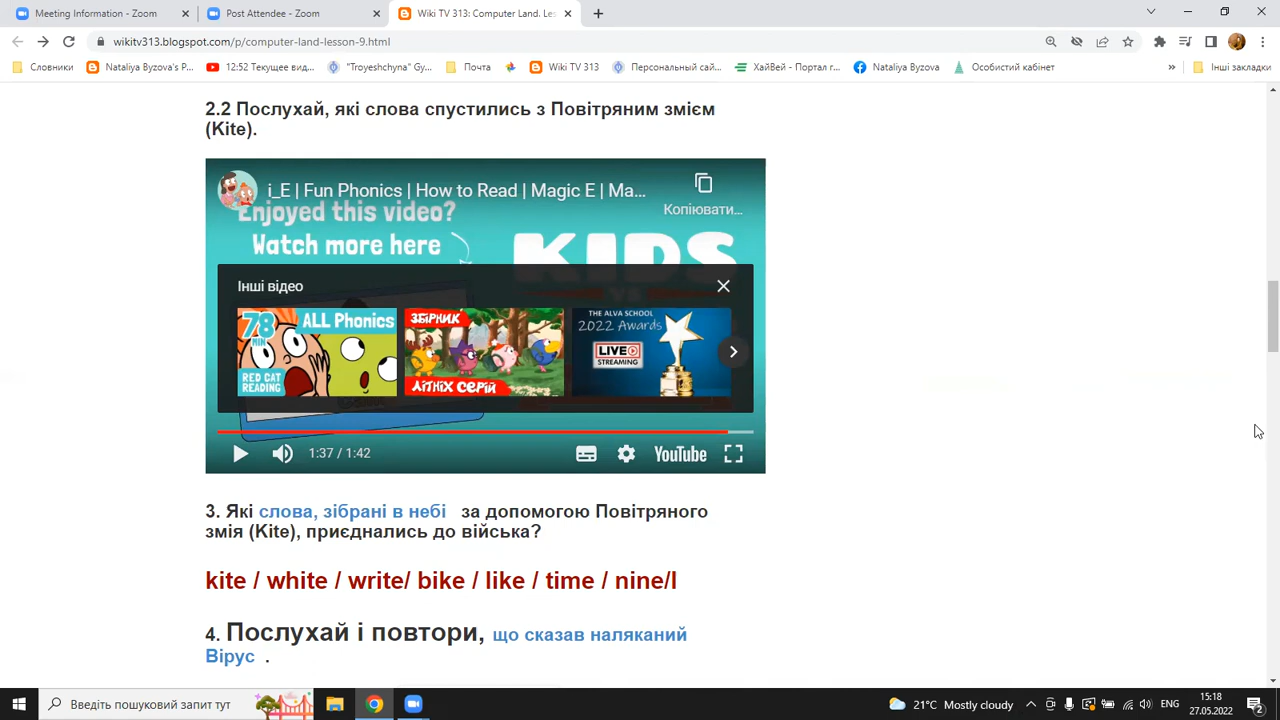 Meeting Information - Zoom
Post Attendee - Zoom
Wiki TV 313: Computer Land. Les
wikitv313.blogspot.com/p/computer-land-lesson-9.html
Словники
Nataliya Byzova's P...
12:52 Текущее вид...
"Troyeshchyna" Gy...
Почта
Wiki TV 313
Персональный сай...
ХайВей - Портал г...
Nataliya Byzova
Особистий кабінет
»
Інші закладки
2.2 Послухай, які слова спустились з Повітряним змієм
(Kite).
i_E | Fun Phonics | How to Read | Magic E | Ma...
Копіювати...
Enjoyed this video?
Watch more here
KIDS
Інші відео
78
MIN
ALL Phonics
RED CAT
READING
ЗБІРНИК
ЛІТНІХ СЕРІЙ
THE ALVA SCHOOL
2022 Awards
LIVE
STREAMING
1:37 / 1:42
YouTube
3. Які слова, зібрані в небі за допомогою Повітряного
змія (Kite), приєднались до війська?
kite / white / write/ bike / like / time / nine/I
4. Послухай і повтори, що сказав наляканий
Вірус .
Введіть пошуковий запит тут
21°C Mostly cloudy
ENG
15:18
27.05.2022
2